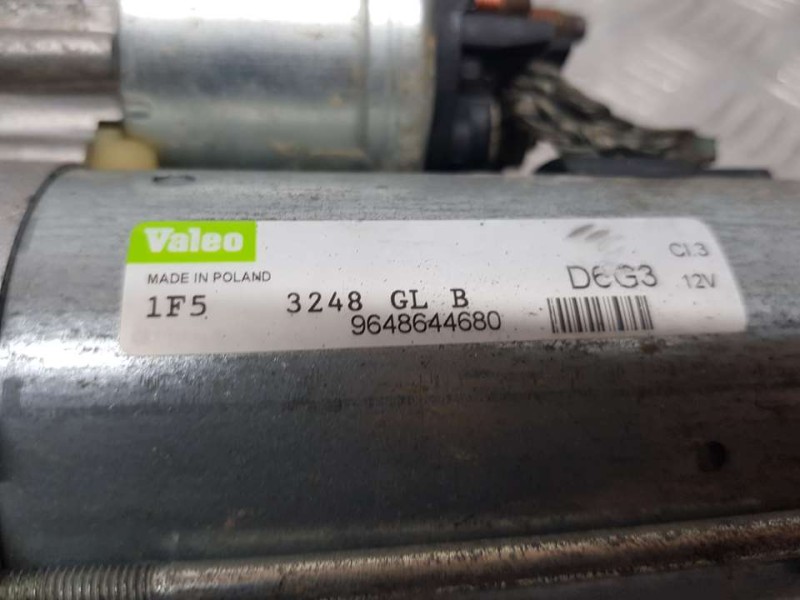 Valeo
MADE IN POLAND
1F5 3248 GL B
9648644680
D6G3
Cl.3
12V